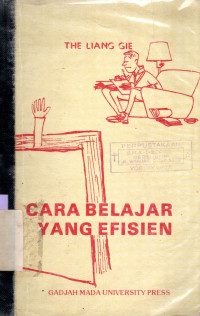 THE LIANG GIE
CARA BELAJAR
YANG EFISIEN
GADJAH MADA UNIVERSITY PRESS